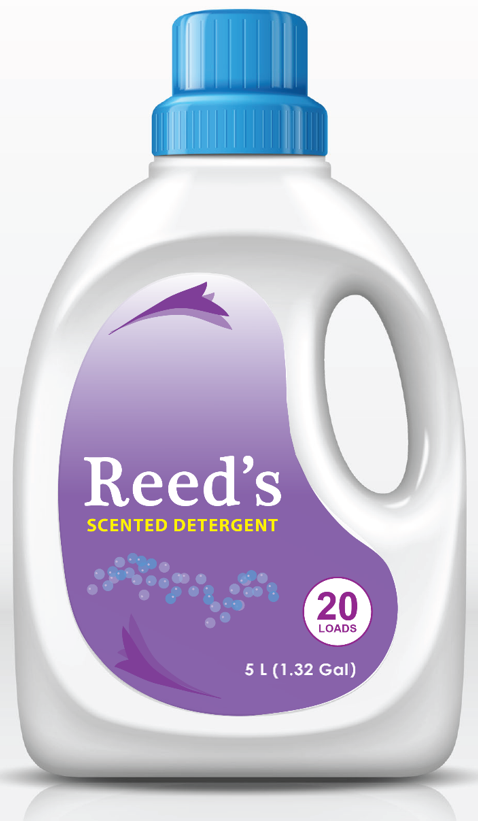 Reed's
SCENTED DETERGENT
20
LOADS
5 L (1.32 Gal)